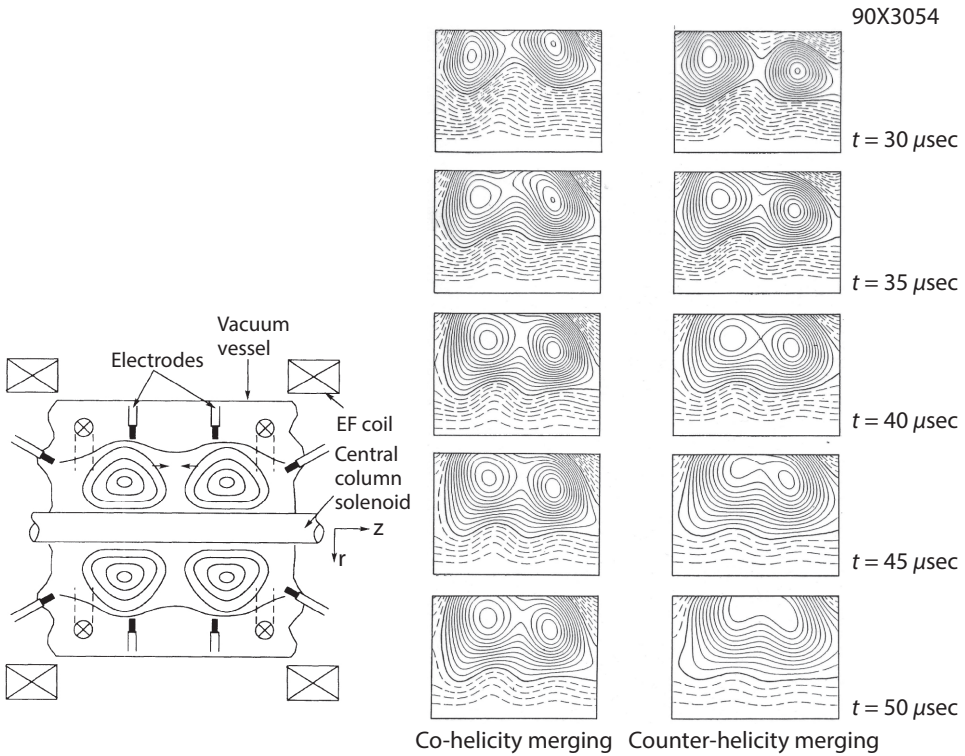 90X3054
t = 30 μsec
t = 35 μsec
Vacuum
vessel
Electrodes
EF coil
Central
column
solenoid
z
r
t = 40 μsec
t = 45 μsec
t = 50 μsec
Co-helicity merging
Counter-helicity merging